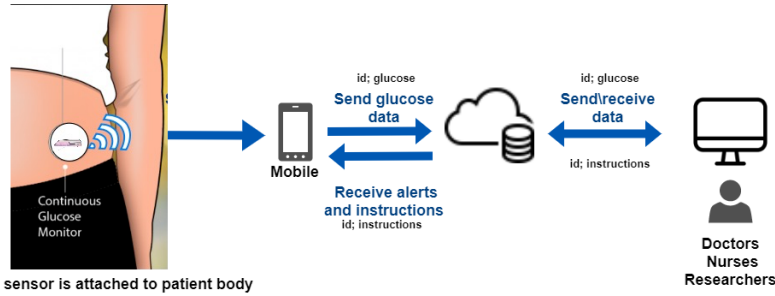 Continuous
Glucose
Monitor
sensor is attached to patient body
Mobile
id; glucose
Send glucose
data
Receive alerts
and instructions
id; instructions
id; glucose
Send\receive
data
id; instructions
Doctors
Nurses
Researchers